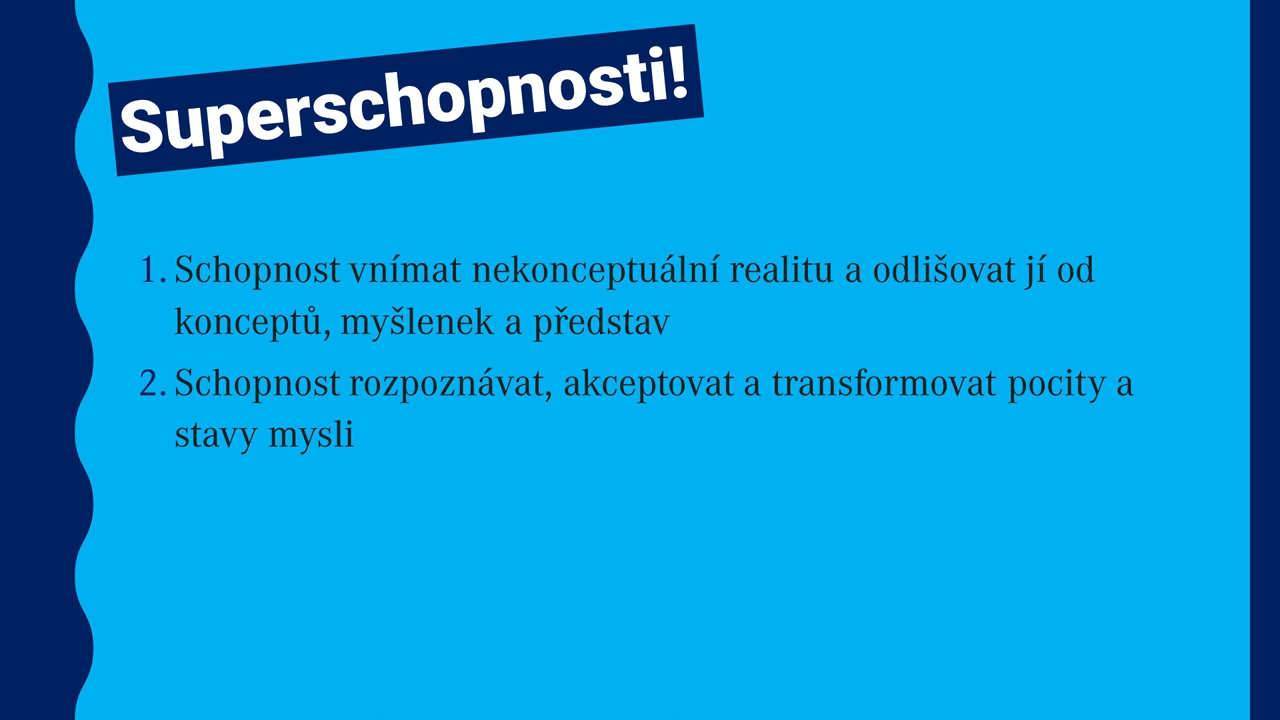 Superschopnosti!
1. Schopnost vnímat nekonceptuální realitu a odlišovat jí od
konceptů, myšlenek a představ
2. Schopnost rozpoznávat, akceptovat a transformovat pocity a
stavy mysli